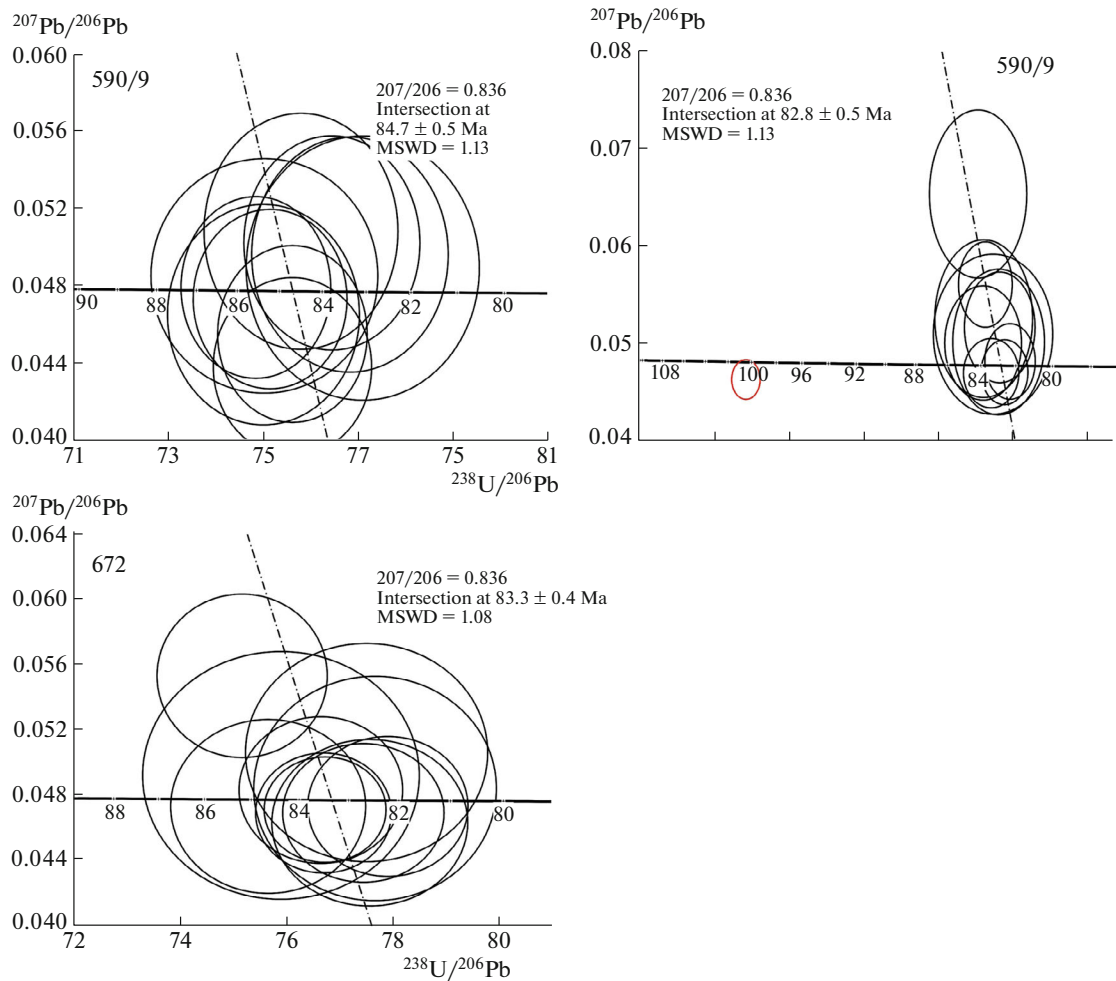 ²⁰⁷Pb/²⁰⁶Pb
0.060
590/9
207/206 = 0.836
Intersection at
84.7 ± 0.5 Ma
MSWD = 1.13
0.056
0.052
0.048
90 88 86 84 82 80
0.044
0.040
71 73 75 77 75 81
²³⁸U/²⁰⁶Pb
²⁰⁷Pb/²⁰⁶Pb
0.08
590/9
207/206 = 0.836
Intersection at 82.8 ± 0.5 Ma
MSWD = 1.13
0.07
0.06
0.05
108 100 96 92 88 84 80
0.04
²⁰⁷Pb/²⁰⁶Pb
0.064
672
207/206 = 0.836
Intersection at 83.3 ± 0.4 Ma
MSWD = 1.08
0.060
0.056
0.052
0.048
88 86 84 82 80
0.044
0.040
72 74 76 78 80
²³⁸U/²⁰⁶Pb